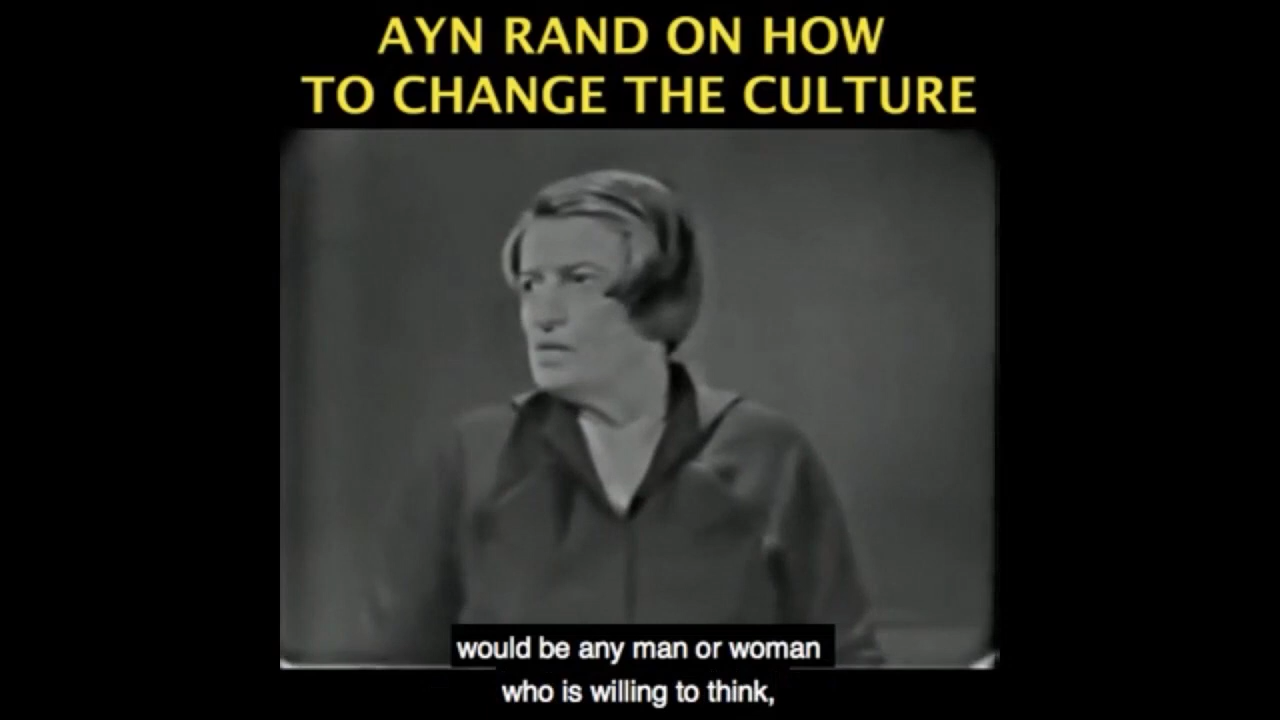 AYN RAND ON HOW
TO CHANGE THE CULTURE
would be any man or woman
who is willing to think,